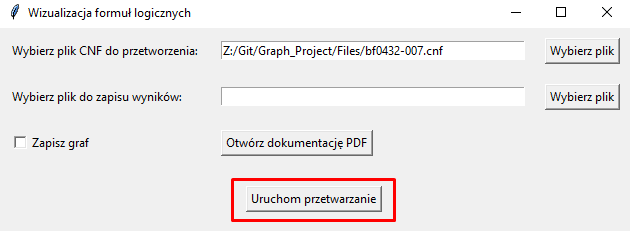 Wizualizacja formuł logicznych
Wybierz plik CNF do przetworzenia: Z:/Git/Graph_Project/Files/bf0432-007.cnf Wybierz plik
Wybierz plik do zapisu wyników: Wybierz plik
Zapisz graf Otwórz dokumentację PDF
Uruchom przetwarzanie